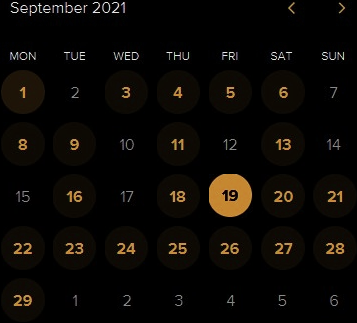 September 2021 < >
MON TUE WED THU FRI SAT SUN
1 2 3 4 5 6 7
8 9 10 11 12 13 14
15 16 17 18 19 20 21
22 23 24 25 26 27 28
29 1 2 3 4 5 6